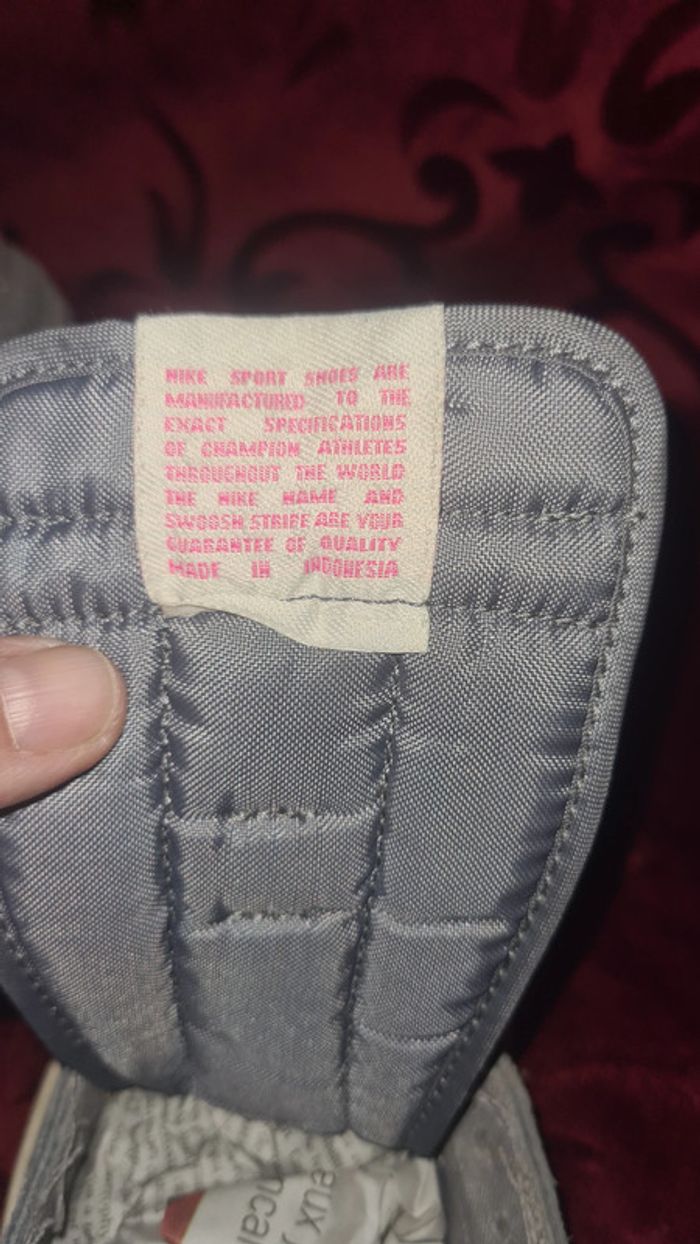 NIKE SPORT SHOES ARE
MANUFACTURED TO THE
EXACT SPECIFICATIONS
OF CHAMPION ATHLETES
THROUGHOUT THE WORLD
THE NIKE NAME AND
SWOOSH STRIPE ARE YOUR
GUARANTEE OF QUALITY
MADE IN INDONESIA
eux